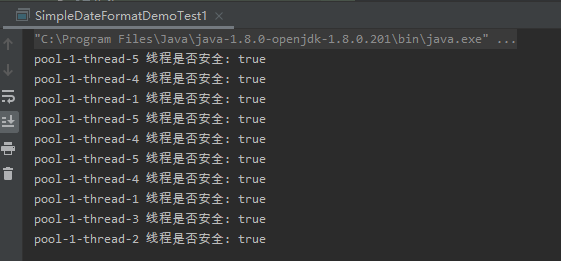 SimpleDateFormatDemoTest1
"C:\Program Files\Java\java-1.8.0-openjdk-1.8.0.201\bin\java.exe" ...
pool-1-thread-5 线程是否安全: true
pool-1-thread-4 线程是否安全: true
pool-1-thread-1 线程是否安全: true
pool-1-thread-5 线程是否安全: true
pool-1-thread-4 线程是否安全: true
pool-1-thread-5 线程是否安全: true
pool-1-thread-4 线程是否安全: true
pool-1-thread-1 线程是否安全: true
pool-1-thread-3 线程是否安全: true
pool-1-thread-2 线程是否安全: true